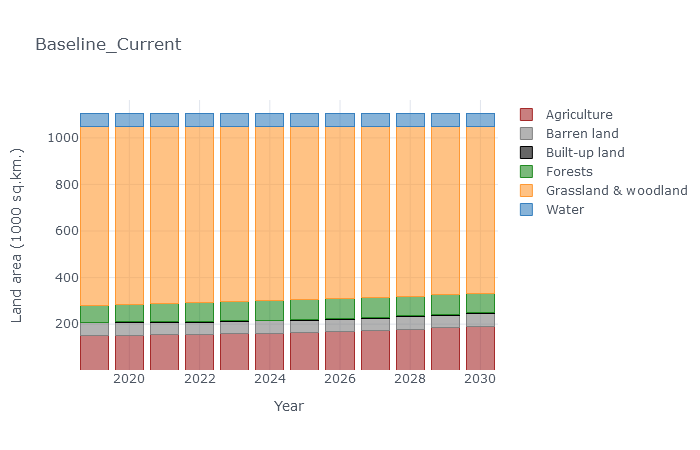 Baseline_Current
1000
800
600
400
200
Land area (1000 sq.km.)
2020
2022
2024
2026
2028
2030
Year
Agriculture
Barren land
Built-up land
Forests
Grassland & woodland
Water